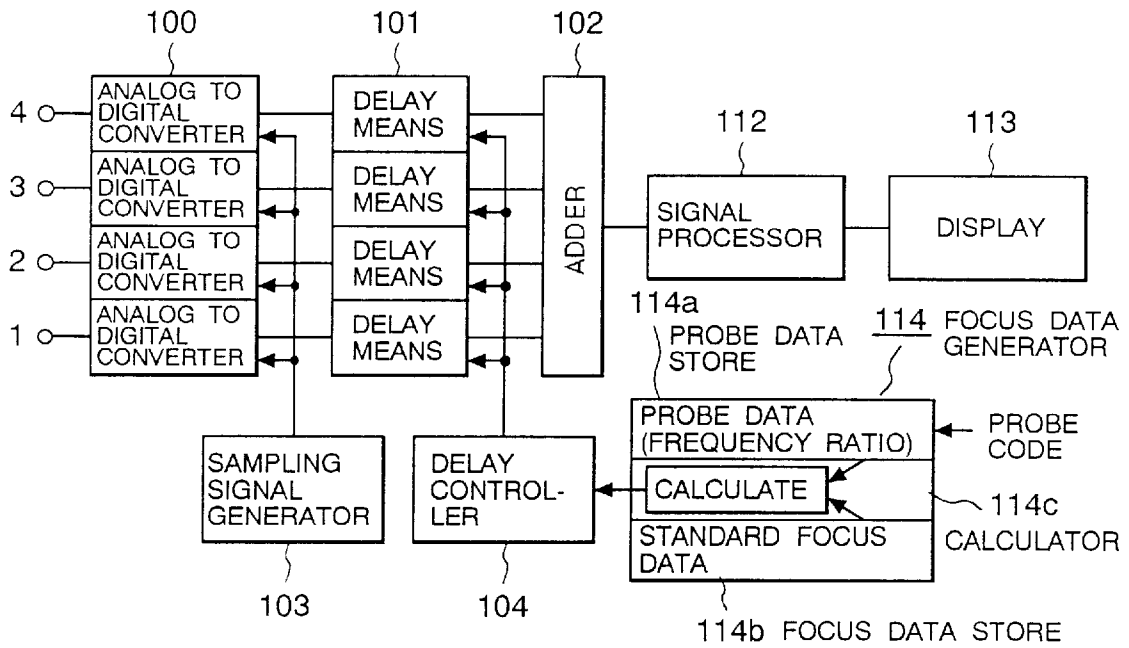 100
101
102
4
ANALOG TO
DIGITAL
CONVERTER
DELAY
MEANS
3
ANALOG TO
DIGITAL
CONVERTER
DELAY
MEANS
2
ANALOG TO
DIGITAL
CONVERTER
DELAY
MEANS
1
ANALOG TO
DIGITAL
CONVERTER
DELAY
MEANS
ADDER
112
SIGNAL
PROCESSOR
113
DISPLAY
114a
PROBE DATA
STORE
114 FOCUS DATA
GENERATOR
PROBE DATA
(FREQUENCY RATIO)
PROBE
CODE
CALCULATE
114c
CALCULATOR
STANDARD FOCUS
DATA
114b FOCUS DATA STORE
SAMPLING
SIGNAL
GENERATOR
103
DELAY
CONTROL-
LER
104